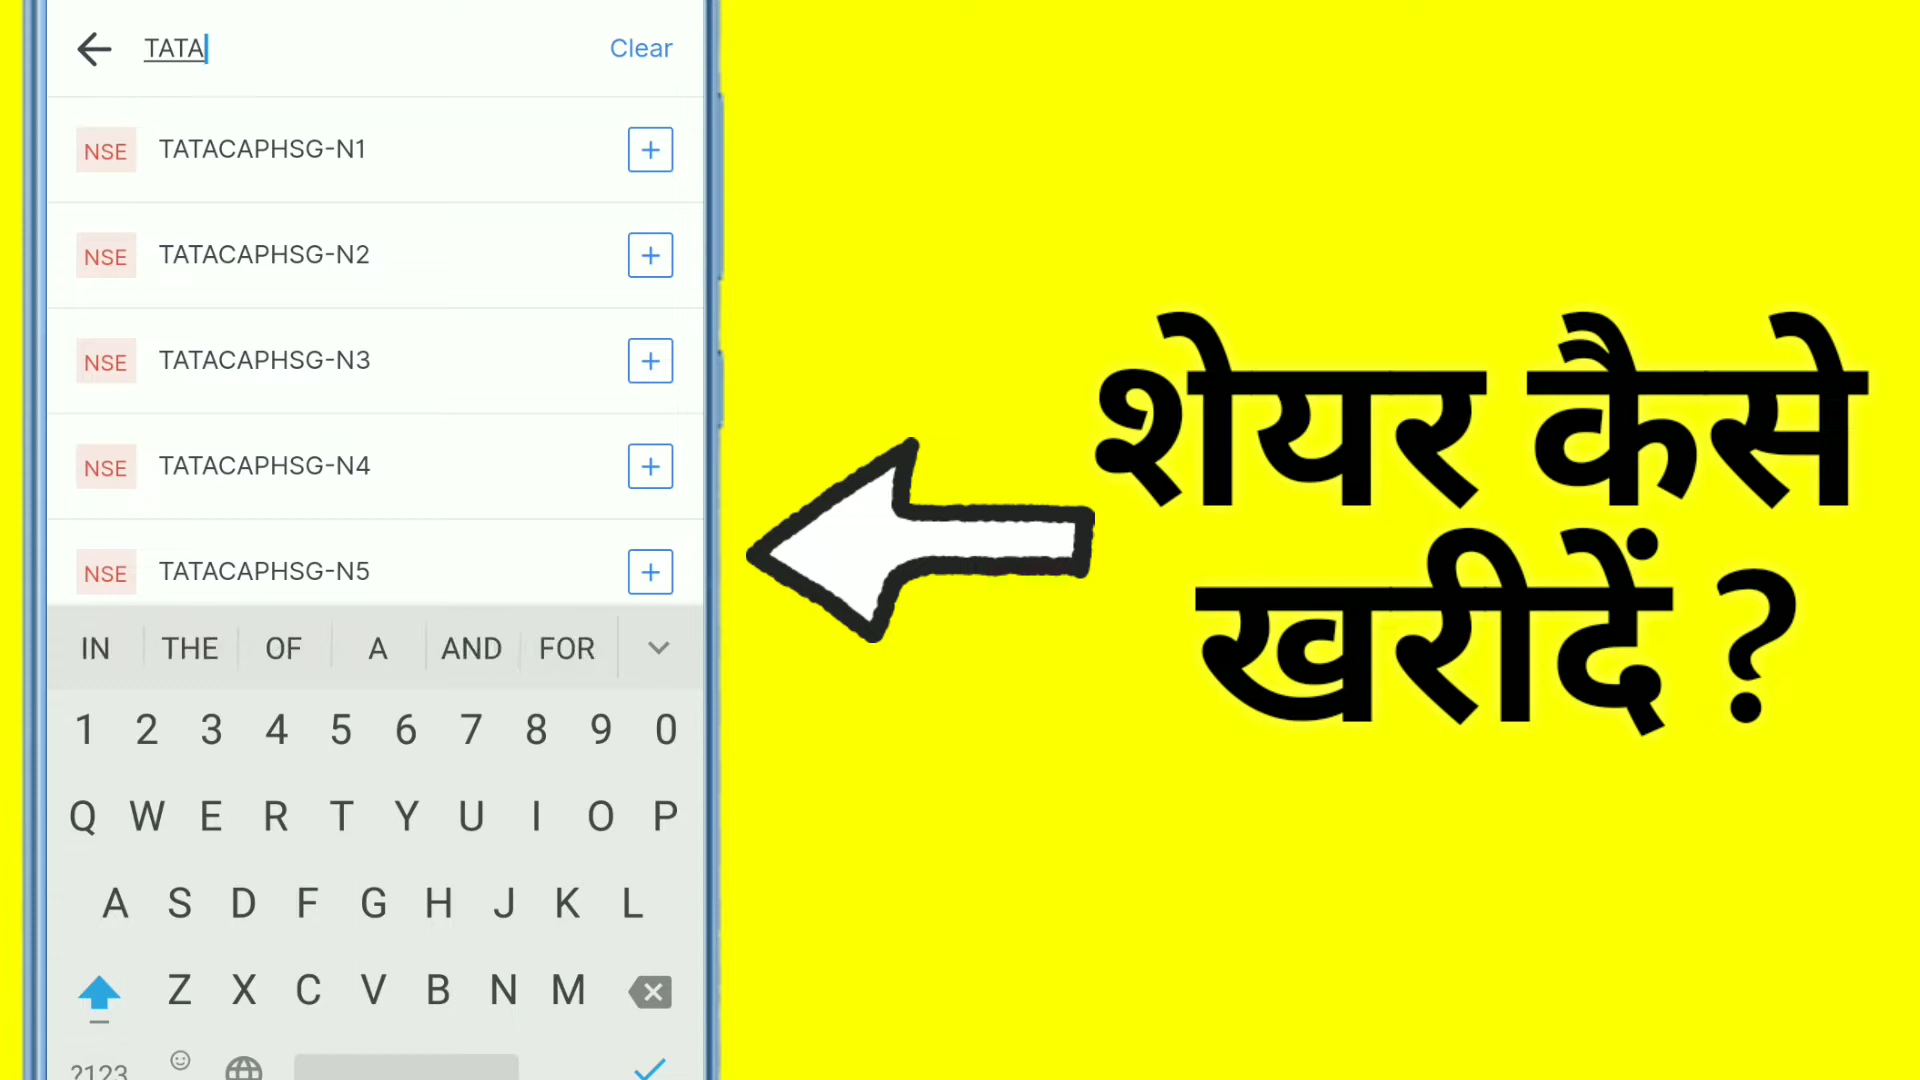 TATA Clear
NSE TATACAPHSG-N1 +
NSE TATACAPHSG-N2 +
NSE TATACAPHSG-N3 +
NSE TATACAPHSG-N4 +
NSE TATACAPHSG-N5 +
IN THE OF A AND FOR
1 2 3 4 5 6 7 8 9 0
Q W E R T Y U I O P
A S D F G H J K L
Z X C V B N M
?123
शेयर कैसे
खरीदें ?